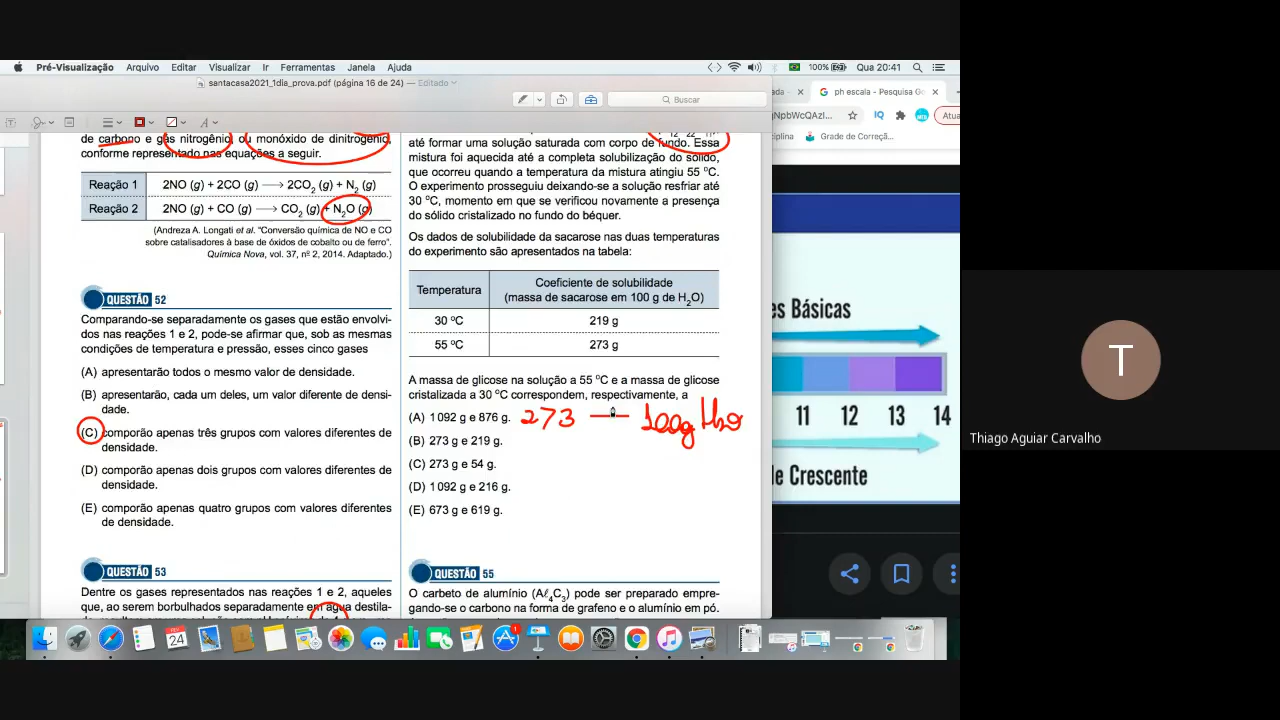 Pré-Visualização Arquivo Editar Visualizar Ir Ferramentas Janela Ajuda 100% Qua 20:41
santacasa2021_1dia_prova.pdf (página 16 de 24) — Editado
Buscar
de carbono e gás nitrogênio, ou monóxido de dinitrogênio,
conforme representado nas equações a seguir.
Reação 1 2NO (g) + 2CO (g) ⟶ 2CO2 (g) + N2 (g)
Reação 2 2NO (g) + CO (g) ⟶ CO2 (g) + N2O (g)
(Andreza A. Longati et al. “Conversão química de NO e CO
sobre catalisadores à base de óxidos de cobalto ou de ferro”.
Química Nova, vol. 37, nº 2, 2014. Adaptado.)
QUESTÃO 52
Comparando-se separadamente os gases que estão envolvi-
dos nas reações 1 e 2, pode-se afirmar que, sob as mesmas
condições de temperatura e pressão, esses cinco gases
(A) apresentarão todos o mesmo valor de densidade.
(B) apresentarão, cada um deles, um valor diferente de densi-
dade.
(C) comporão apenas três grupos com valores diferentes de
densidade.
(D) comporão apenas dois grupos com valores diferentes de
densidade.
(E) comporão apenas quatro grupos com valores diferentes
de densidade.
QUESTÃO 53
Dentre os gases representados nas reações 1 e 2, aqueles
que, ao serem borbulhados separadamente em água destila-
até formar uma solução saturada com corpo de fundo. Essa
mistura foi aquecida até a completa solubilização do sólido,
que ocorreu quando a temperatura da mistura atingiu 55 ºC.
O experimento prosseguiu deixando-se a solução resfriar até
30 ºC, momento em que se verificou novamente a presença
do sólido cristalizado no fundo do béquer.
Os dados de solubilidade da sacarose nas duas temperaturas
do experimento são apresentados na tabela:
Temperatura Coeficiente de solubilidade
(massa de sacarose em 100 g de H2O)
30 ºC 219 g
55 ºC 273 g
A massa de glicose na solução a 55 ºC e a massa de glicose
cristalizada a 30 ºC correspondem, respectivamente, a
(A) 1 092 g e 876 g. 273 — 100g H2O
(B) 273 g e 219 g.
(C) 273 g e 54 g.
(D) 1 092 g e 216 g.
(E) 673 g e 619 g.
QUESTÃO 55
O carbeto de alumínio (Aℓ4C3) pode ser preparado empre-
gando-se o carbono na forma de grafeno e o alumínio em pó.
ph escala - Pesquisa
Grade de Correçã...
es Básicas
11 12 13 14
de Crescente
T
Thiago Aguiar Carvalho